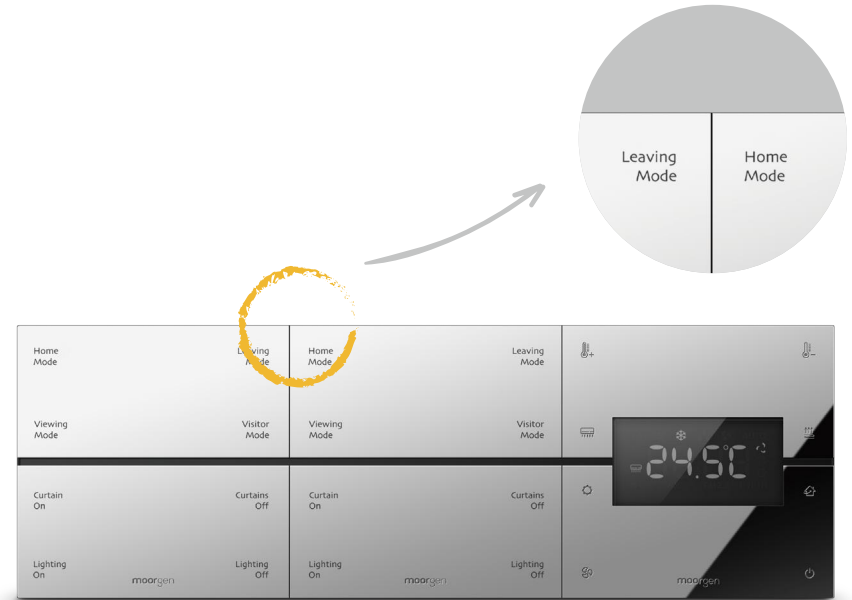 Leaving Home
Mode Mode
Home Leaving Home Leaving
Mode Mode Mode Mode
Viewing Visitor Viewing Visitor
Mode Mode Mode Mode
24.5°C
Curtain Curtains Curtain Curtains
On Off On Off
Lighting Lighting Lighting Lighting
On Off On Off
moorgen moorgen moorgen